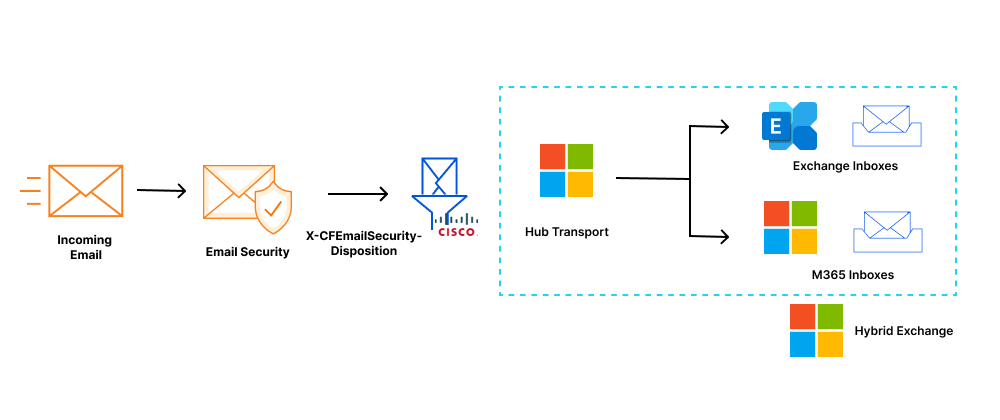 Incoming
Email
Email Security
X-CFEmailSecurity-
Disposition
CISCO
Hub Transport
E
Exchange Inboxes
M365 Inboxes
Hybrid Exchange